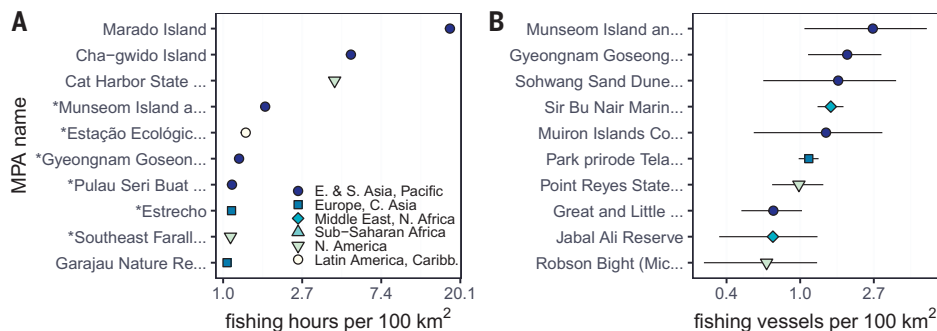 A
MPA name
Marado Island
Cha-gwido Island
Cat Harbor State ...
*Munseom Island a...
*Estação Ecológic...
*Gyeongnam Goseon...
*Pulau Seri Buat ...
*Estrecho
*Southeast Farall...
Garajau Nature Re...
E. & S. Asia, Pacific
Europe, C. Asia
Middle East, N. Africa
Sub-Saharan Africa
N. America
Latin America, Caribb.
1.0 2.7 7.4 20.1
fishing hours per 100 km²
B
Munseom Island an...
Gyeongnam Goseong...
Sohwang Sand Dune...
Sir Bu Nair Marin...
Muiron Islands Co...
Park prirode Tela...
Point Reyes State...
Great and Little ...
Jabal Ali Reserve
Robson Bight (Mic...
0.4 1.0 2.7
fishing vessels per 100 km²